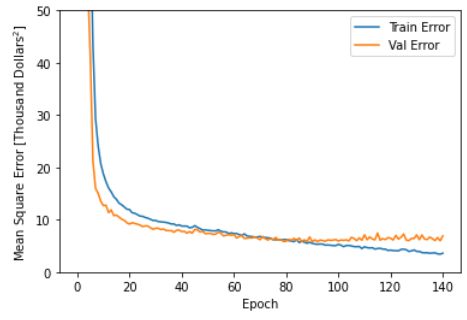 Mean Square Error [Thousand Dollars²]
50
40
30
20
10
0
Train Error
Val Error
0 20 40 60 80 100 120 140
Epoch